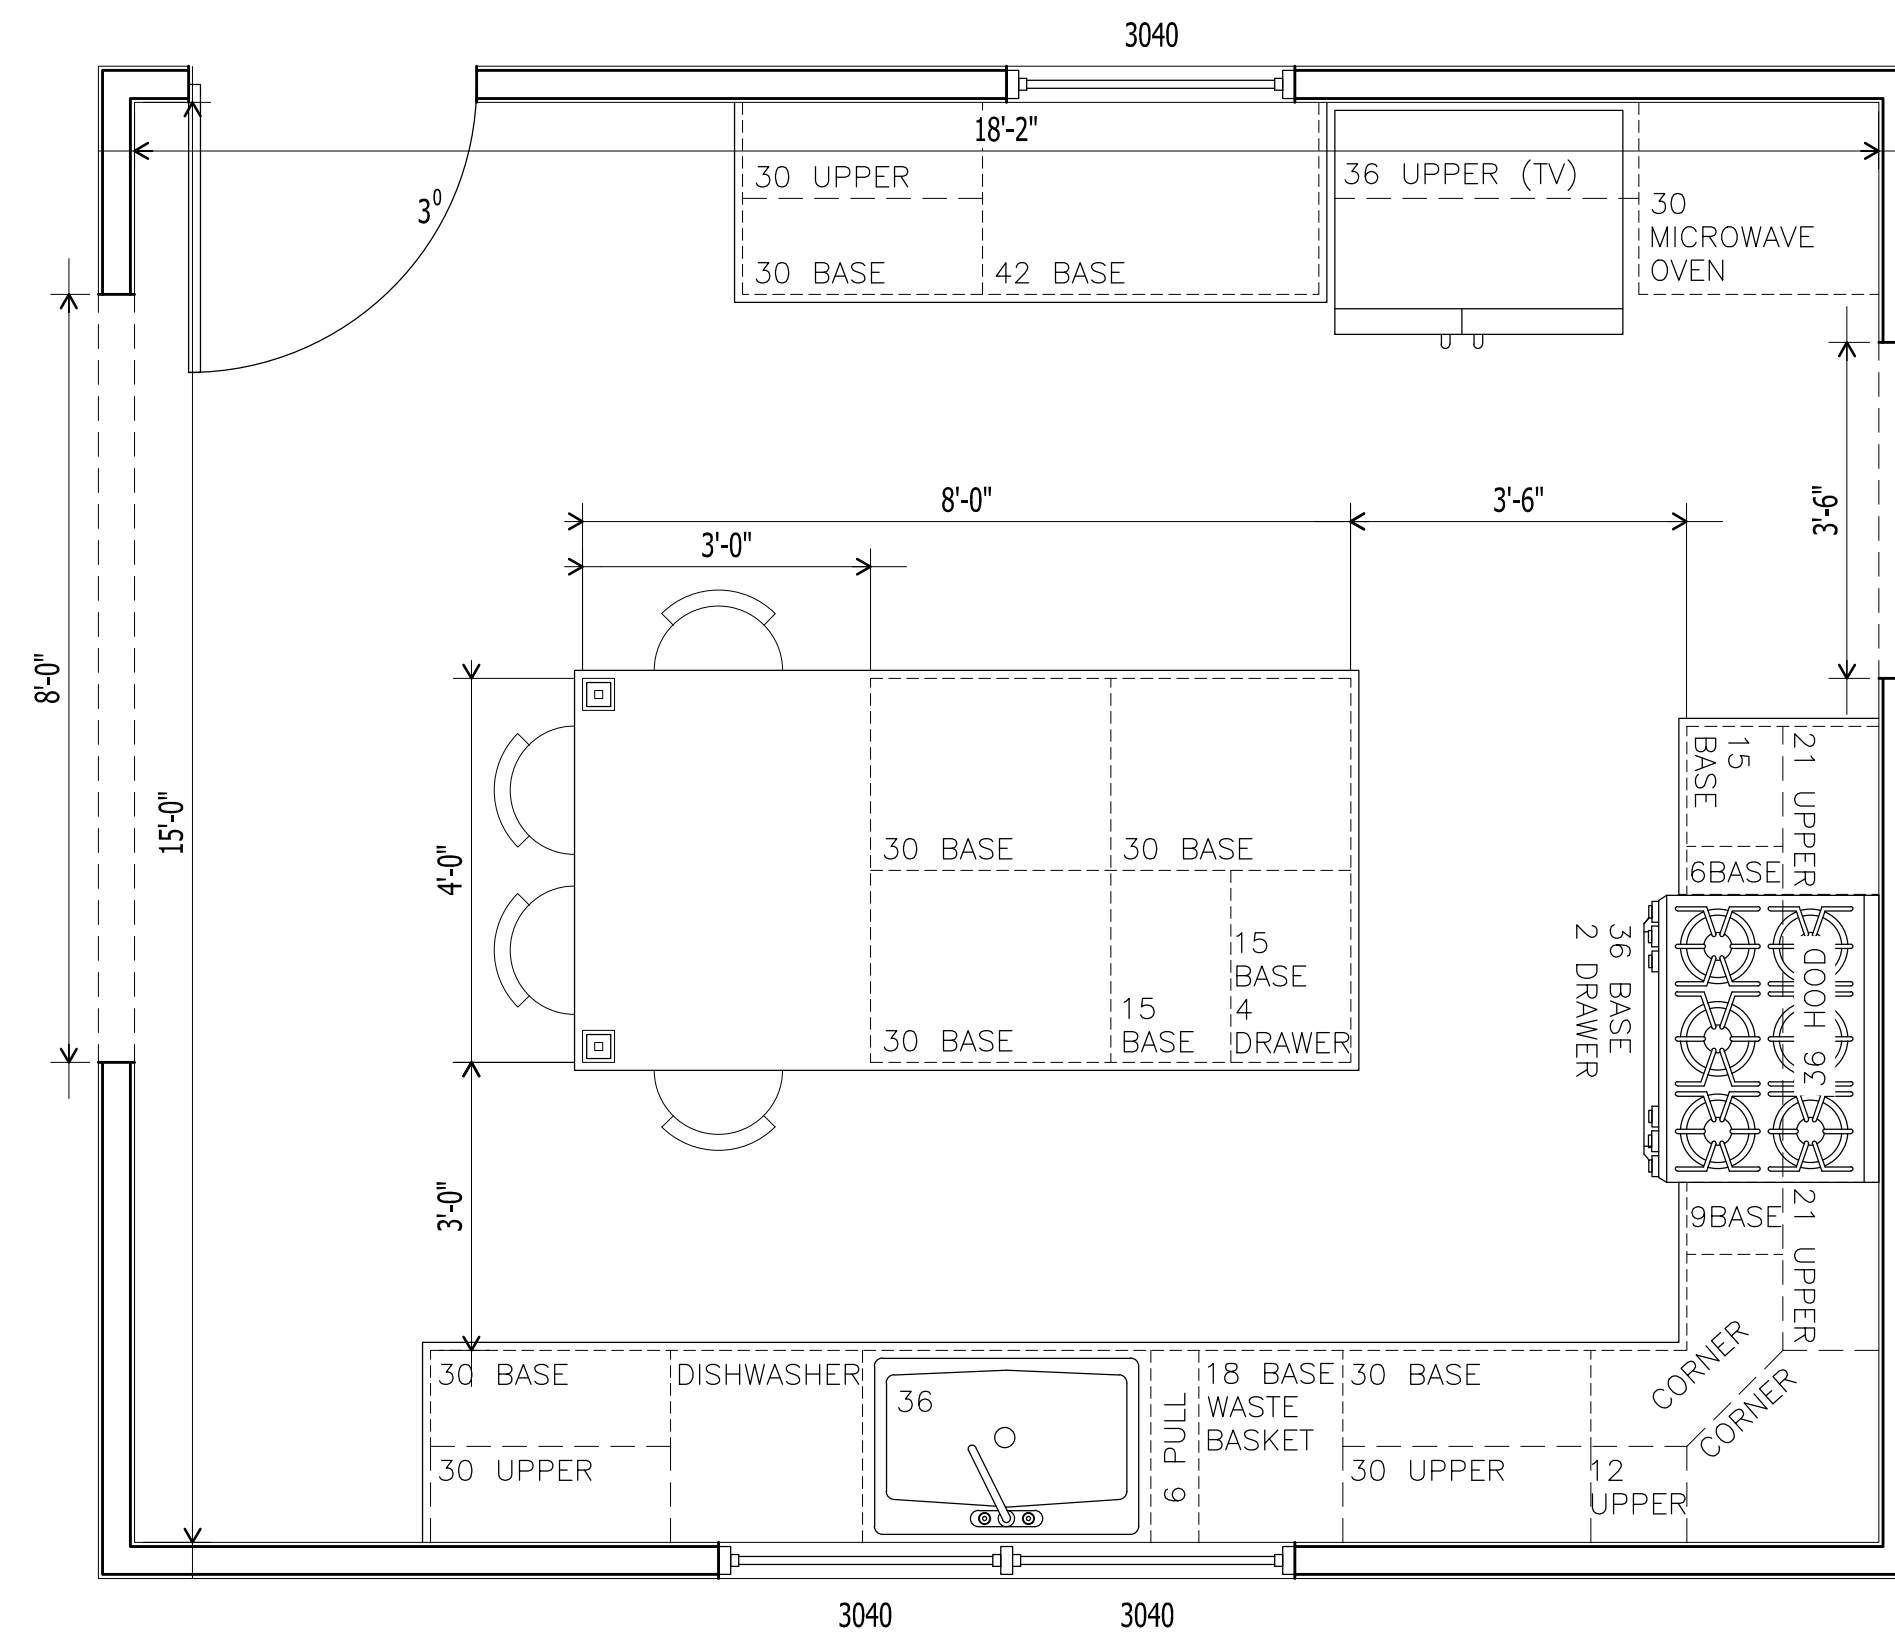 3040
18'-2"
3⁰
30 UPPER
30 BASE
42 BASE
36 UPPER (TV)
30
MICROWAVE
OVEN
8'-0"
3'-6"
3'-0"
3'-6"
8'-0"
15'-0"
4'-0"
3'-0"
30 BASE
30 BASE
30 BASE
15
BASE
15
BASE
4
DRAWER
15
BASE
21 UPPER
6BASE
36 BASE
2 DRAWER
36 HOOD
9BASE
21 UPPER
CORNER
CORNER
30 BASE
30 UPPER
DISHWASHER
36
6 PULL
18 BASE
WASTE
BASKET
30 BASE
30 UPPER
12
UPPER
3040
3040